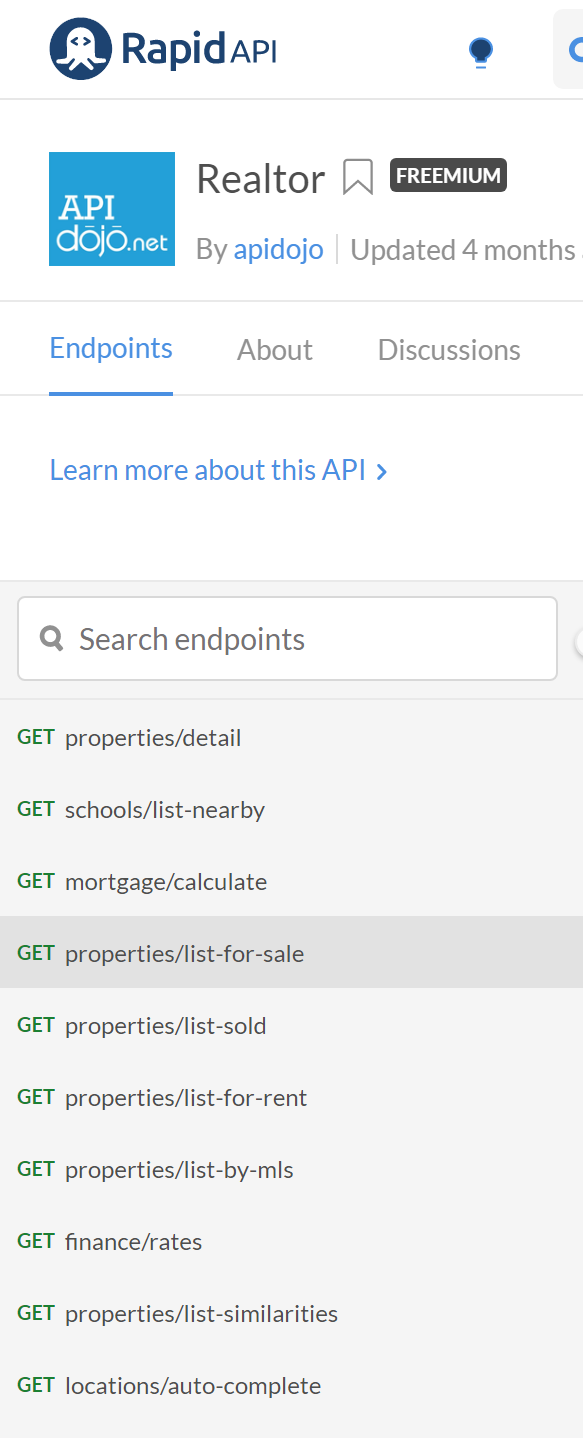 Rapid API
Realtor FREEMIUM
API
dōjō.net
By apidojo Updated 4 months
Endpoints About Discussions
Learn more about this API
Search endpoints
GET properties/detail
GET schools/list-nearby
GET mortgage/calculate
GET properties/list-for-sale
GET properties/list-sold
GET properties/list-for-rent
GET properties/list-by-mls
GET finance/rates
GET properties/list-similarities
GET locations/auto-complete